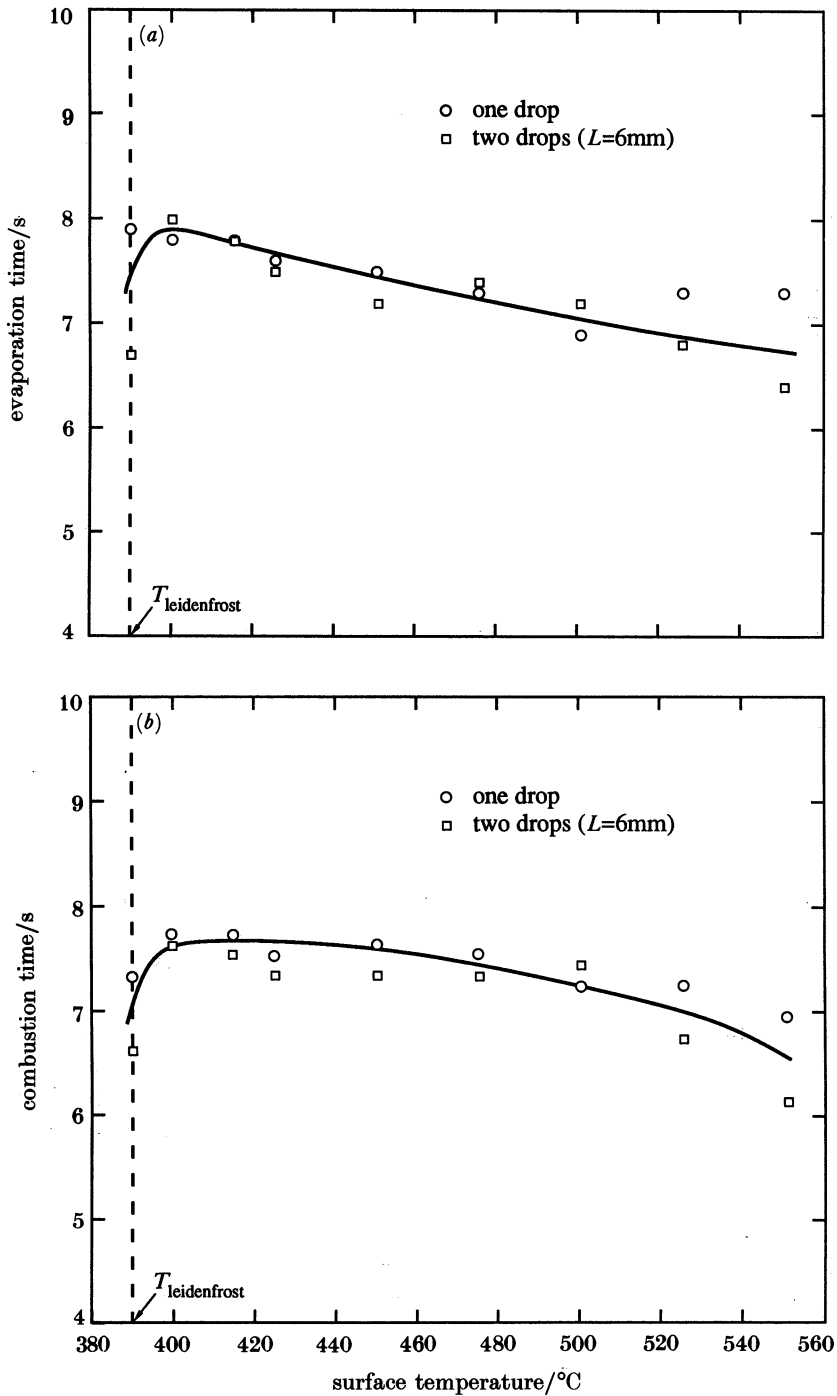 10
(a)
one drop
9
two drops (L=6mm)
8
evaporation time/s
7
6
5
T leidenfrost
4
10
(b)
9
one drop
two drops (L=6mm)
8
combustion time/s
7
6
5
T leidenfrost
4
380 400 420 440 460 480 500 520 540 560
surface temperature/°C